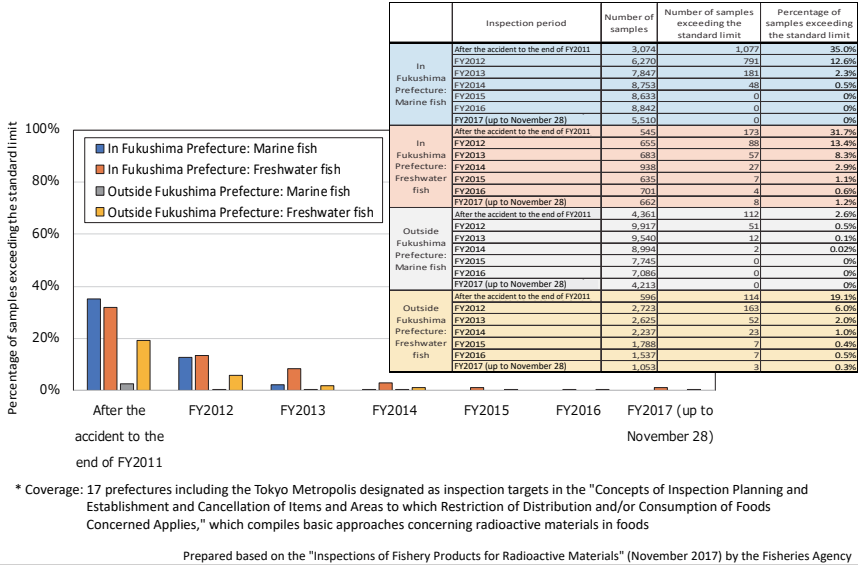 Inspection period | Number of samples | Number of samples exceeding the standard limit | Percentage of samples exceeding the standard limit
In Fukushima Prefecture: Marine fish
After the accident to the end of FY2011 | 3,074 | 1,077 | 35.0%
FY2012 | 6,270 | 791 | 12.6%
FY2013 | 7,847 | 181 | 2.3%
FY2014 | 8,753 | 48 | 0.5%
FY2015 | 8,633 | 0 | 0%
FY2016 | 8,842 | 0 | 0%
FY2017 (up to November 28) | 5,510 | 0 | 0%
In Fukushima Prefecture: Freshwater fish
After the accident to the end of FY2011 | 545 | 173 | 31.7%
FY2012 | 655 | 88 | 13.4%
FY2013 | 683 | 57 | 8.3%
FY2014 | 938 | 27 | 2.9%
FY2015 | 635 | 7 | 1.1%
FY2016 | 701 | 4 | 0.6%
FY2017 (up to November 28) | 662 | 8 | 1.2%
Outside Fukushima Prefecture: Marine fish
After the accident to the end of FY2011 | 4,361 | 112 | 2.6%
FY2012 | 9,917 | 51 | 0.5%
FY2013 | 9,540 | 12 | 0.1%
FY2014 | 8,994 | 2 | 0.02%
FY2015 | 7,745 | 0 | 0%
FY2016 | 7,086 | 0 | 0%
FY2017 (up to November 28) | 4,213 | 0 | 0%
Outside Fukushima Prefecture: Freshwater fish
After the accident to the end of FY2011 | 596 | 114 | 19.1%
FY2012 | 2,723 | 163 | 6.0%
FY2013 | 2,625 | 52 | 2.0%
FY2014 | 2,237 | 23 | 1.0%
FY2015 | 1,788 | 7 | 0.4%
FY2016 | 1,537 | 7 | 0.5%
FY2017 (up to November 28) | 1,053 | 3 | 0.3%
Percentage of samples exceeding the standard limit
100%
80%
60%
40%
20%
0%
In Fukushima Prefecture: Marine fish
In Fukushima Prefecture: Freshwater fish
Outside Fukushima Prefecture: Marine fish
Outside Fukushima Prefecture: Freshwater fish
After the accident to the end of FY2011
FY2012
FY2013
FY2014
FY2015
FY2016
FY2017 (up to November 28)
* Coverage: 17 prefectures including the Tokyo Metropolis designated as inspection targets in the "Concepts of Inspection Planning and
Establishment and Cancellation of Items and Areas to which Restriction of Distribution and/or Consumption of Foods
Concerned Applies," which compiles basic approaches concerning radioactive materials in foods
Prepared based on the "Inspections of Fishery Products for Radioactive Materials" (November 2017) by the Fisheries Agency